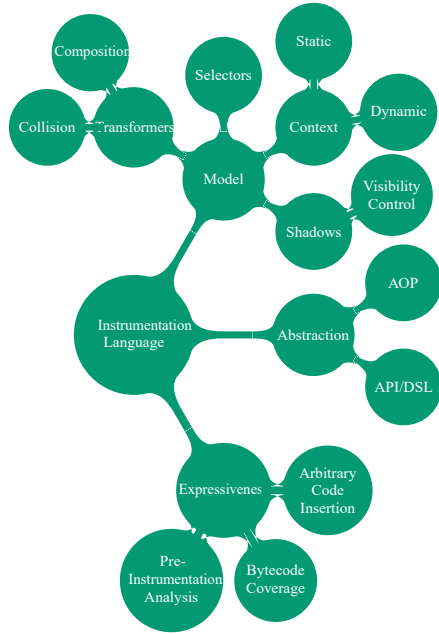 Static
Composition
Selectors
Dynamic
Collision
Transformers
Context
Model
Visibility
Control
Shadows
AOP
Instrumentation
Language
Abstraction
API/DSL
Expressivenes
Arbitrary
Code
Insertion
Pre-
Instrumentation
Analysis
Bytecode
Coverage